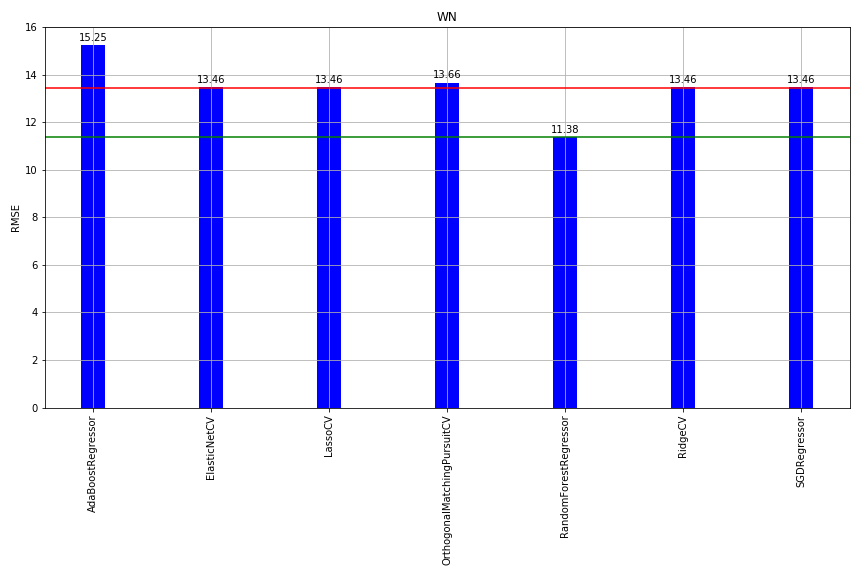 WN
16
14
12
10
8
6
4
2
0
RMSE
15.25
13.46
13.46
13.66
11.38
13.46
13.46
AdaBoostRegressor
ElasticNetCV
LassoCV
OrthogonalMatchingPursuitCV
RandomForestRegressor
RidgeCV
SGDRegressor